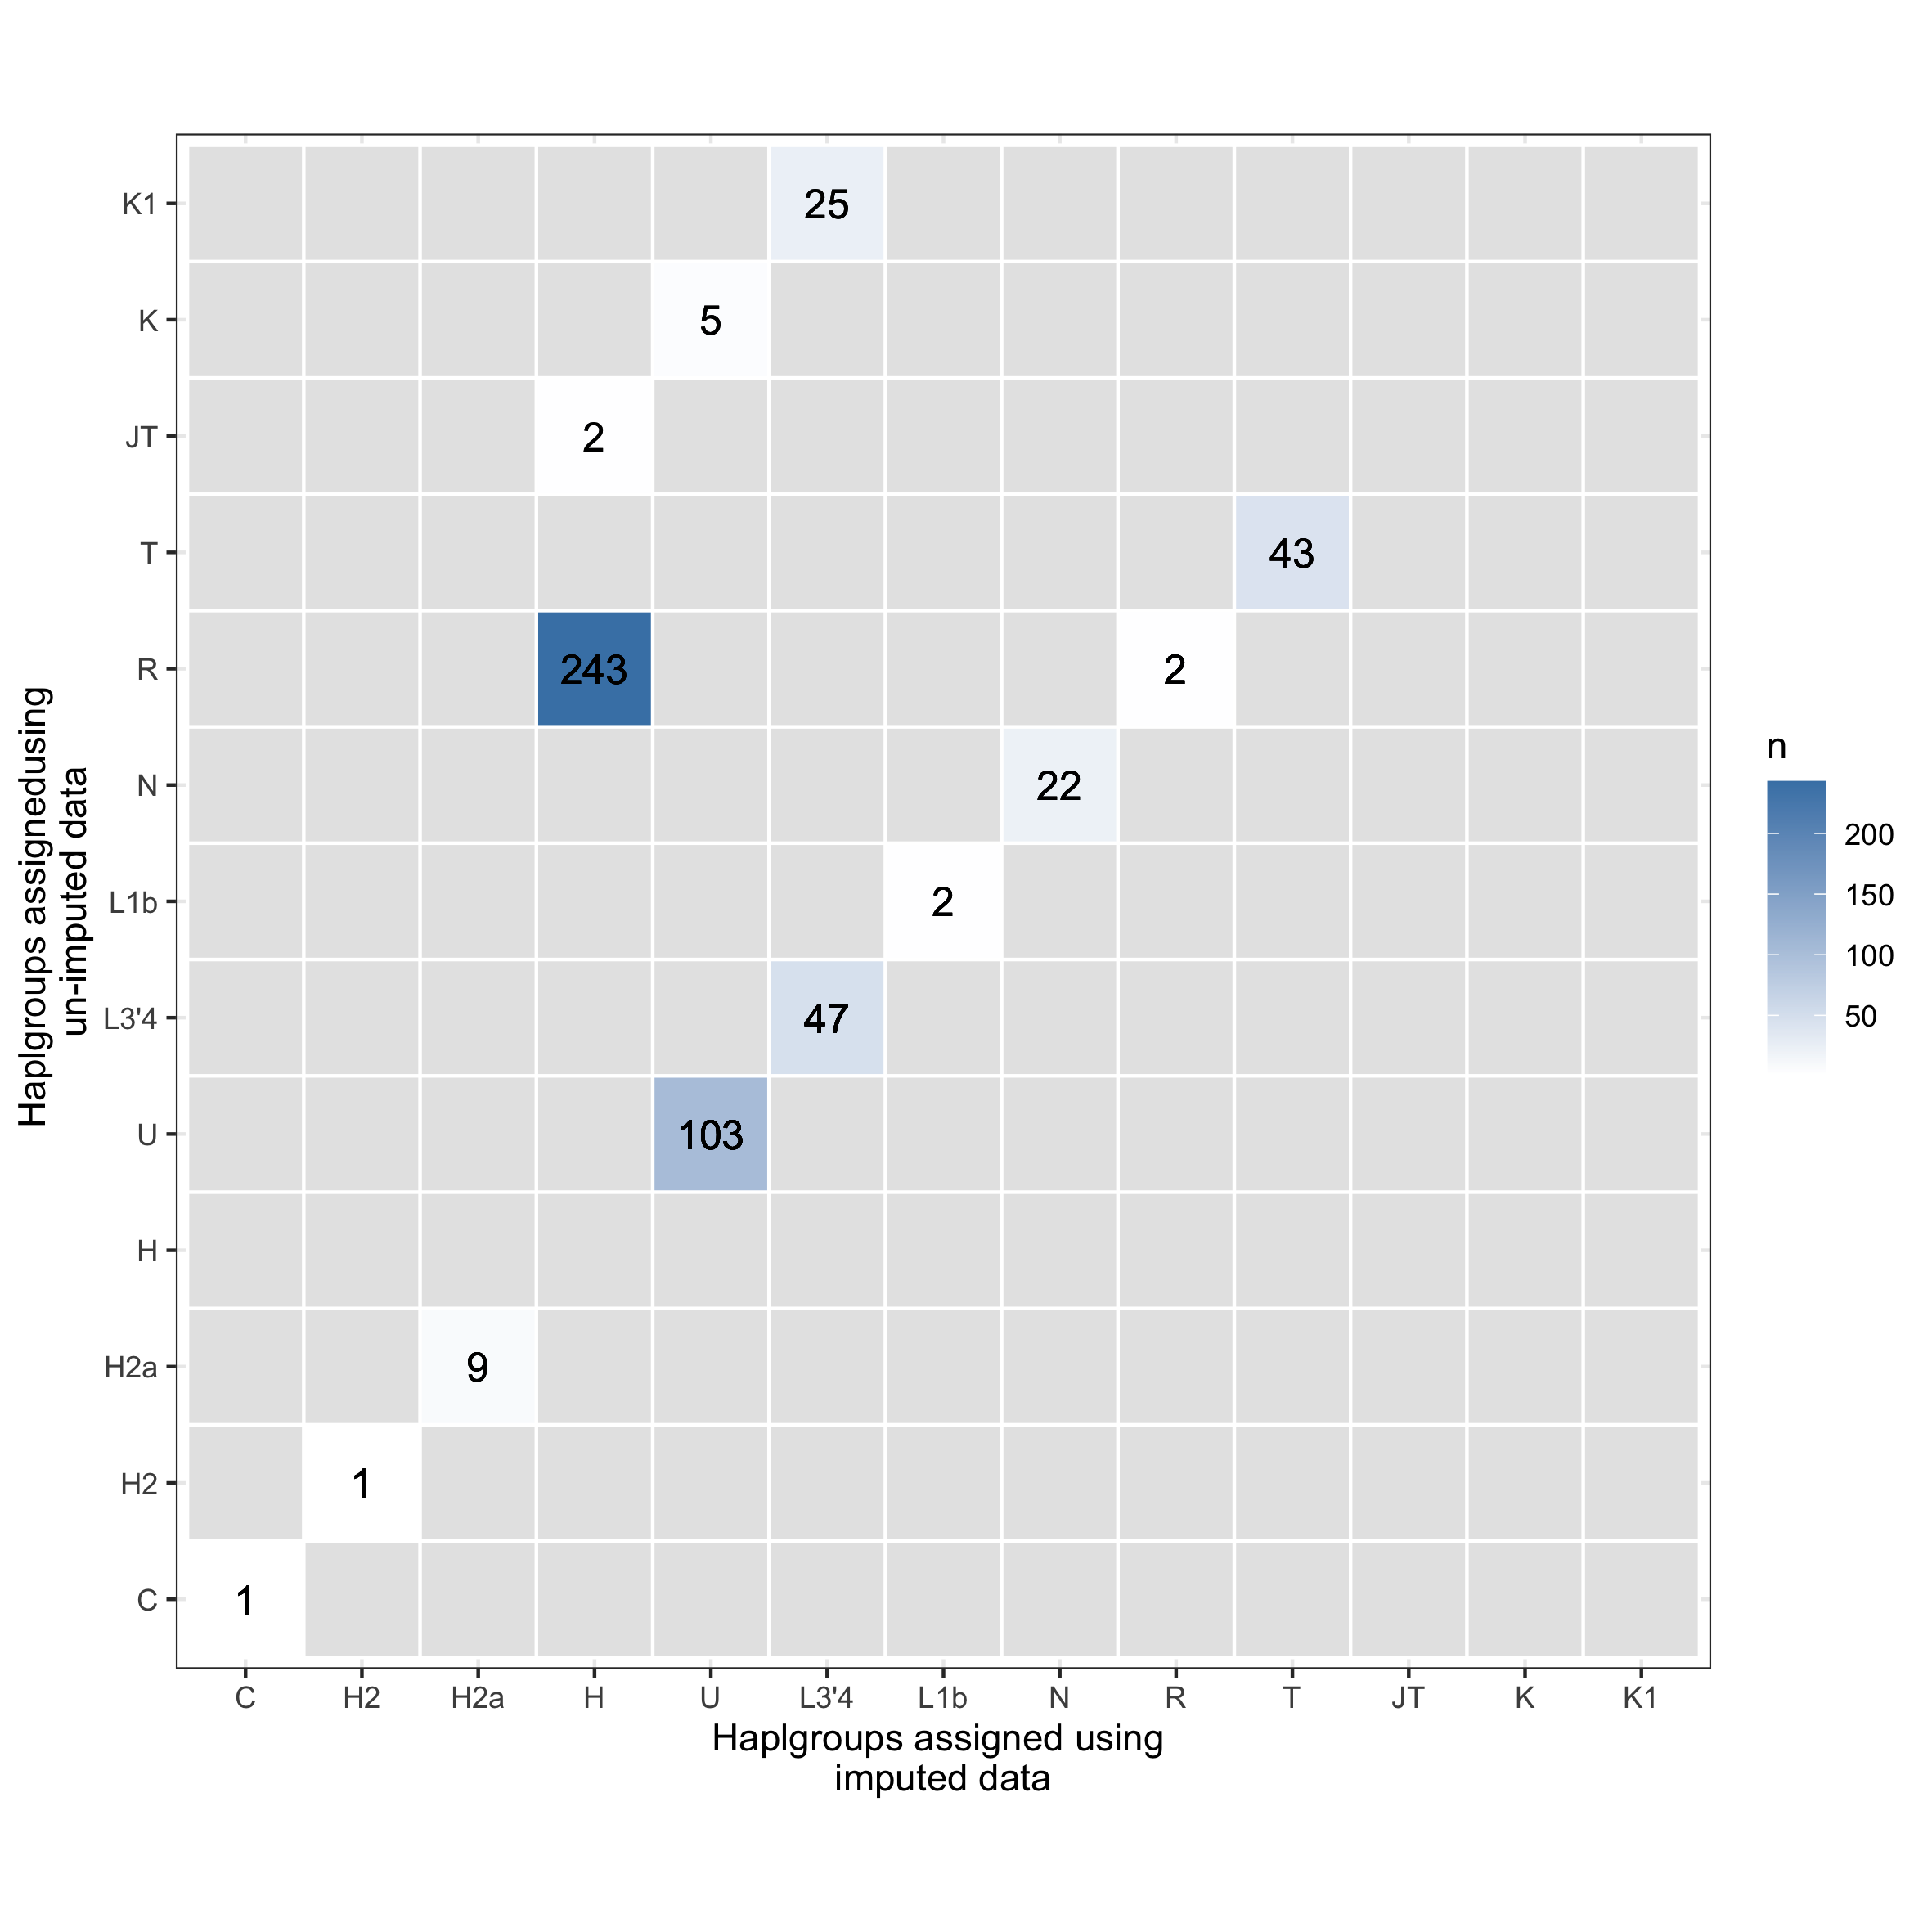 K1
25
K
5
JT
2
T
43
R
243
2
N
22
L1b
2
L3'4
47
U
103
H
H2a
9
H2
1
C
1
C H2 H2a H U L3'4 L1b N R T JT K K1
Haplgroups assigned using
imputed data
Haplgroups assignedusing
un-imputed data
n
200
150
100
50